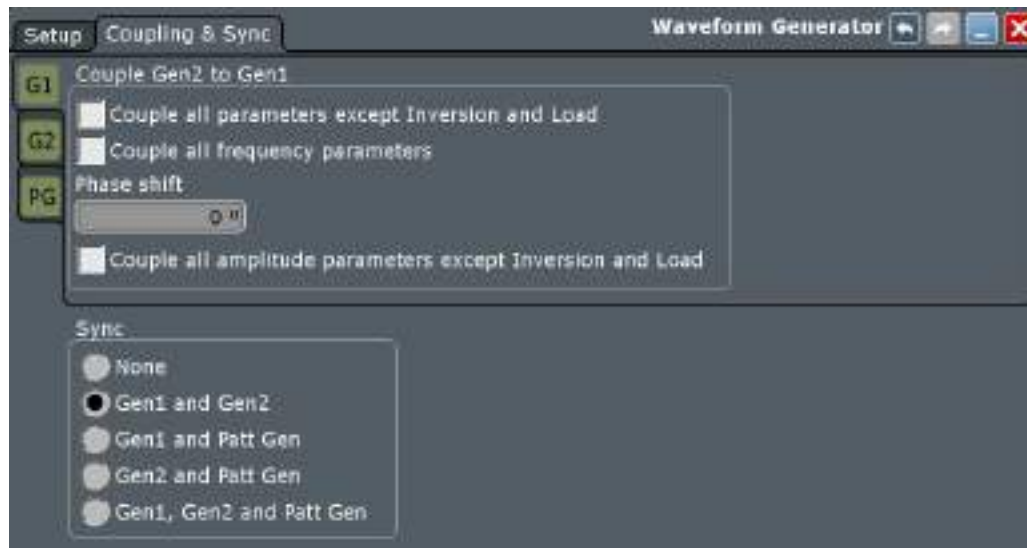 Setup Coupling & Sync Waveform Generator
G1
Couple Gen2 to Gen1
Couple all parameters except Inversion and Load
G2
Couple all frequency parameters
PG
Phase shift
0 °
Couple all amplitude parameters except Inversion and Load
Sync
None
Gen1 and Gen2
Gen1 and Patt Gen
Gen2 and Patt Gen
Gen1, Gen2 and Patt Gen